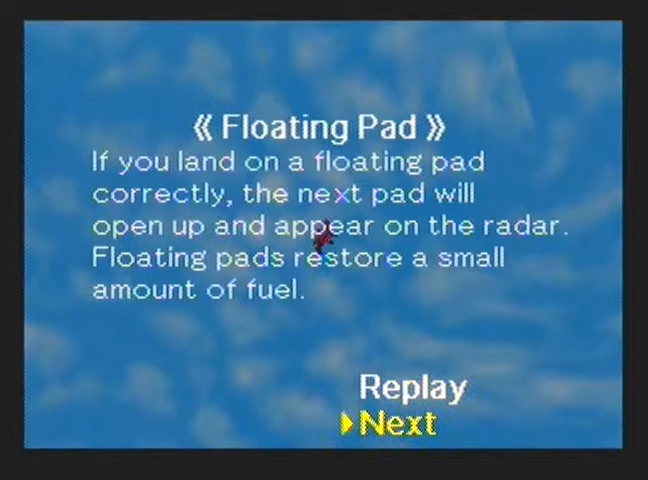 《 Floating Pad 》
If you land on a floating pad
correctly, the next pad will
open up and appear on the radar.
Floating pads restore a small
amount of fuel.
Replay
Next